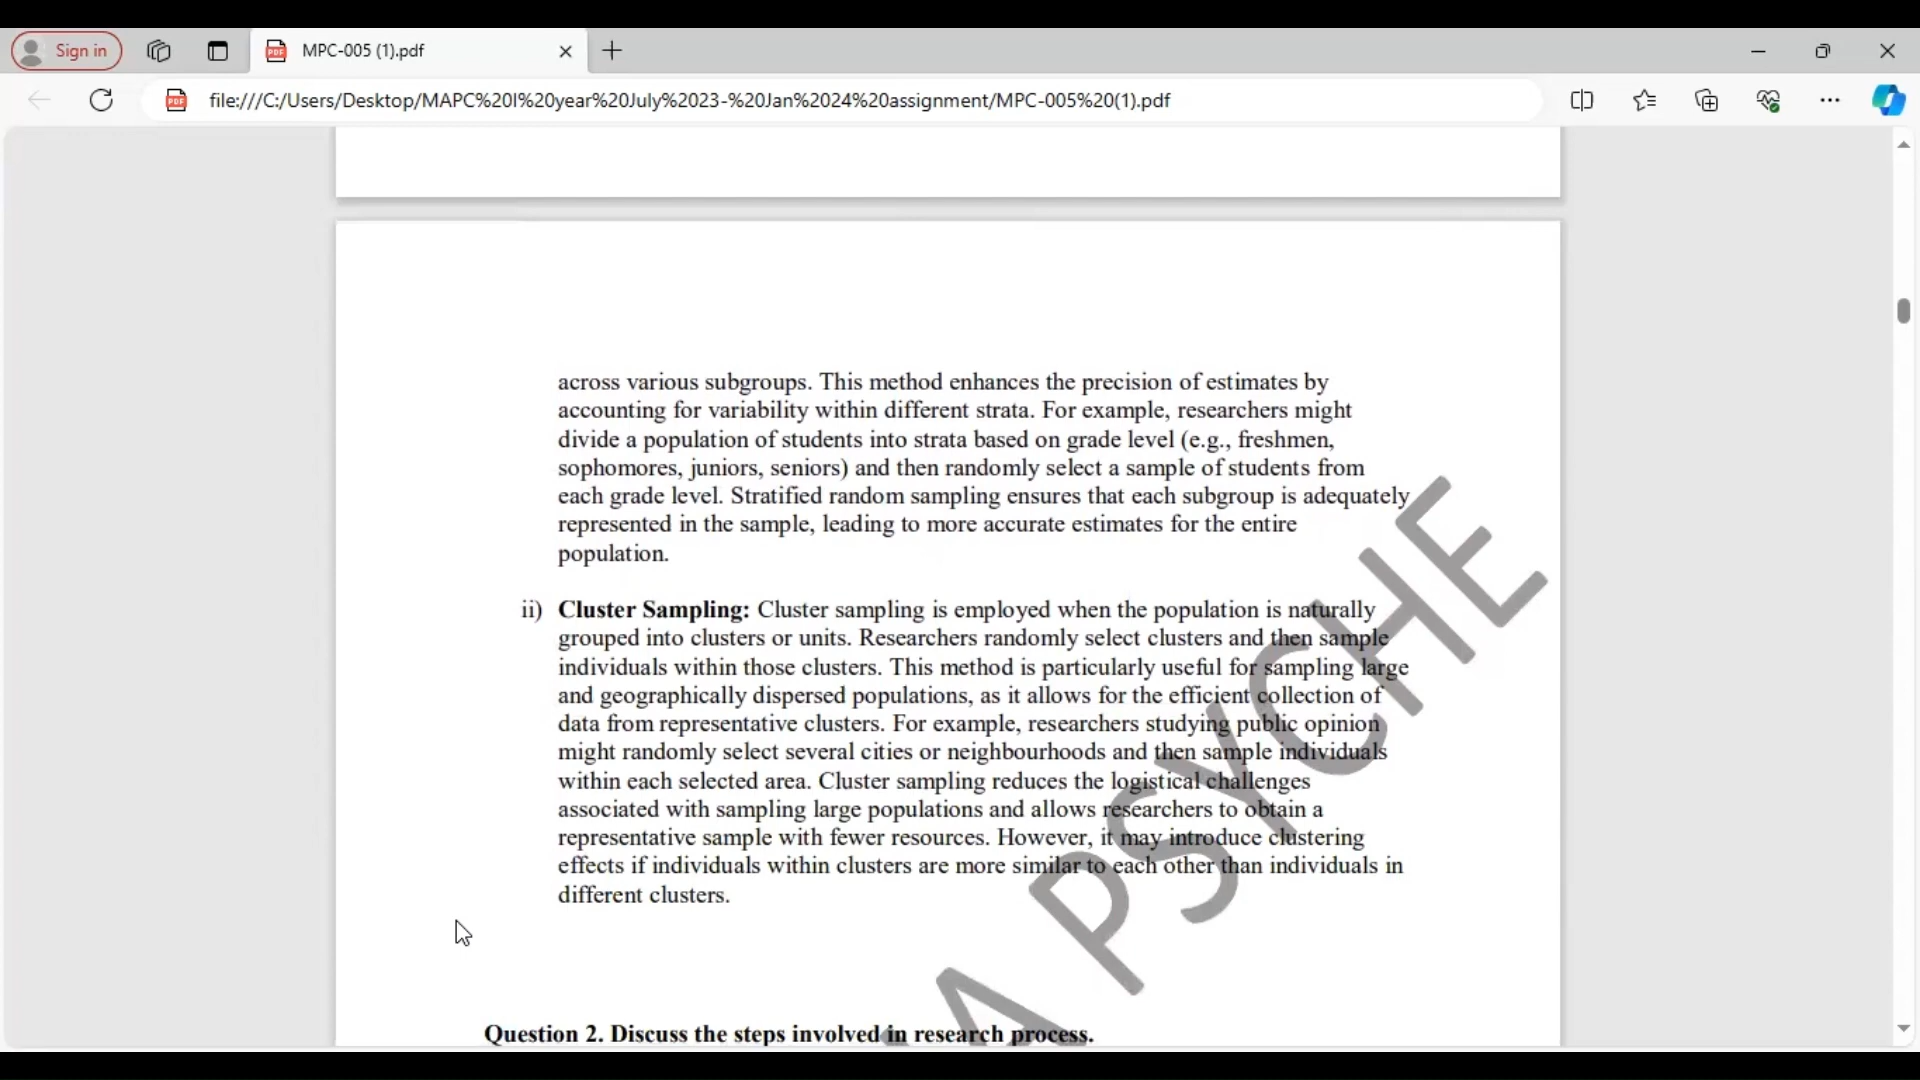 Sign in
MPC-005 (1).pdf
file:///C:/Users/Desktop/MAPC%20I%20year%20July%2023-%20Jan%2024%20assignment/MPC-005%20(1).pdf
across various subgroups. This method enhances the precision of estimates by
accounting for variability within different strata. For example, researchers might
divide a population of students into strata based on grade level (e.g., freshmen,
sophomores, juniors, seniors) and then randomly select a sample of students from
each grade level. Stratified random sampling ensures that each subgroup is adequately
represented in the sample, leading to more accurate estimates for the entire
population.
ii) Cluster Sampling: Cluster sampling is employed when the population is naturally
grouped into clusters or units. Researchers randomly select clusters and then sample
individuals within those clusters. This method is particularly useful for sampling large
and geographically dispersed populations, as it allows for the efficient collection of
data from representative clusters. For example, researchers studying public opinion
might randomly select several cities or neighbourhoods and then sample individuals
within each selected area. Cluster sampling reduces the logistical challenges
associated with sampling large populations and allows researchers to obtain a
representative sample with fewer resources. However, it may introduce clustering
effects if individuals within clusters are more similar to each other than individuals in
different clusters.
A PSYCHE
Question 2. Discuss the steps involved in research process.